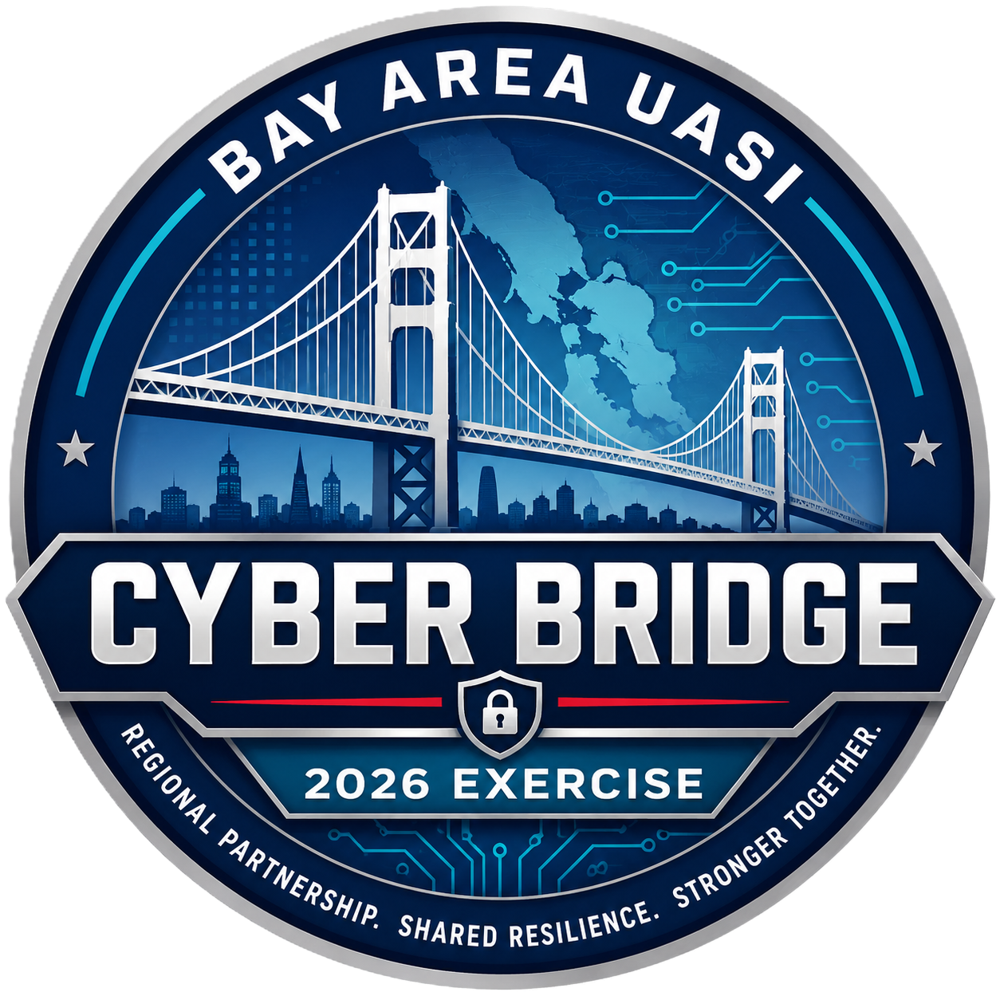 BAY AREA UASI
CYBER BRIDGE
2026 EXERCISE
REGIONAL PARTNERSHIP. SHARED RESILIENCE. STRONGER TOGETHER.